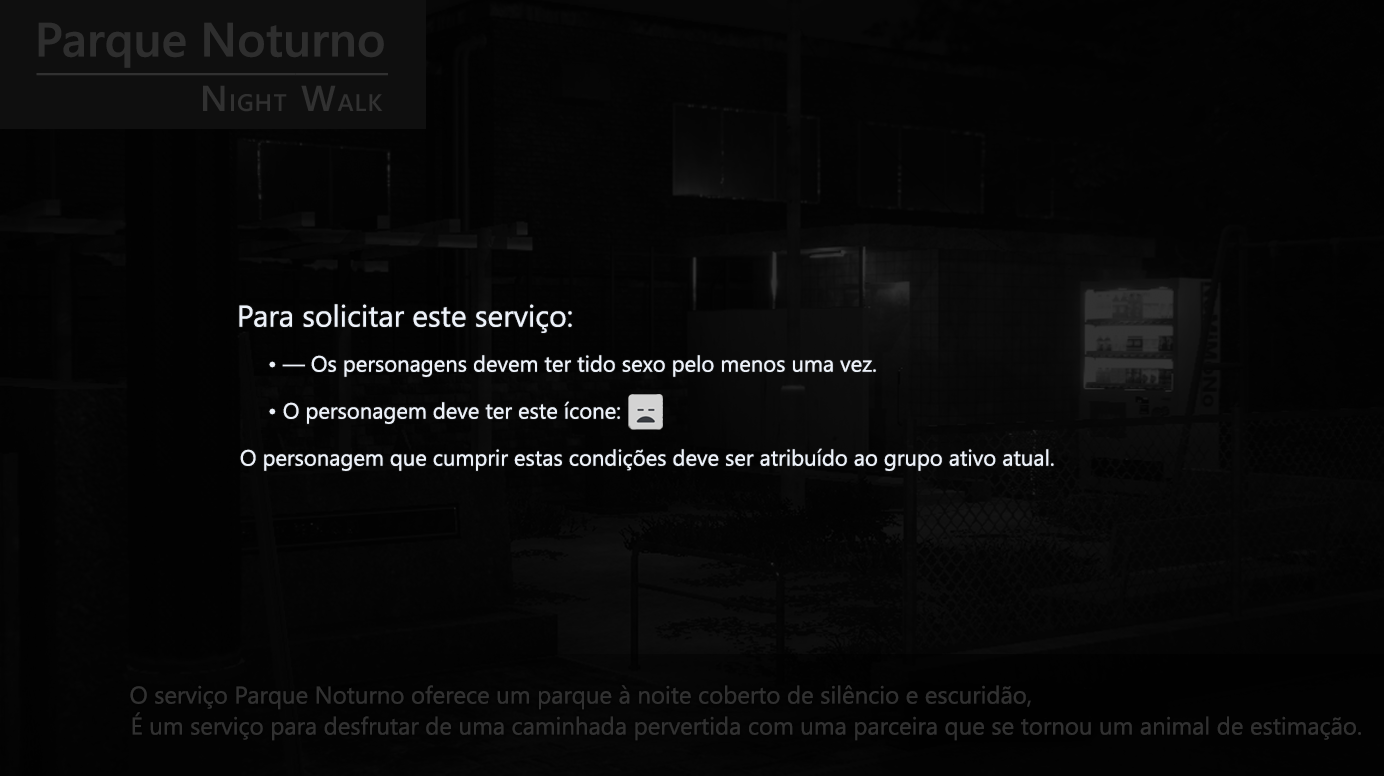 Parque Noturno
NIGHT WALK
Para solicitar este serviço:
• — Os personagens devem ter tido sexo pelo menos uma vez.
• O personagem deve ter este ícone:
O personagem que cumprir estas condições deve ser atribuído ao grupo ativo atual.
O serviço Parque Noturno oferece um parque à noite coberto de silêncio e escuridão,
É um serviço para desfrutar de uma caminhada pervertida com uma parceira que se tornou um animal de estimação.